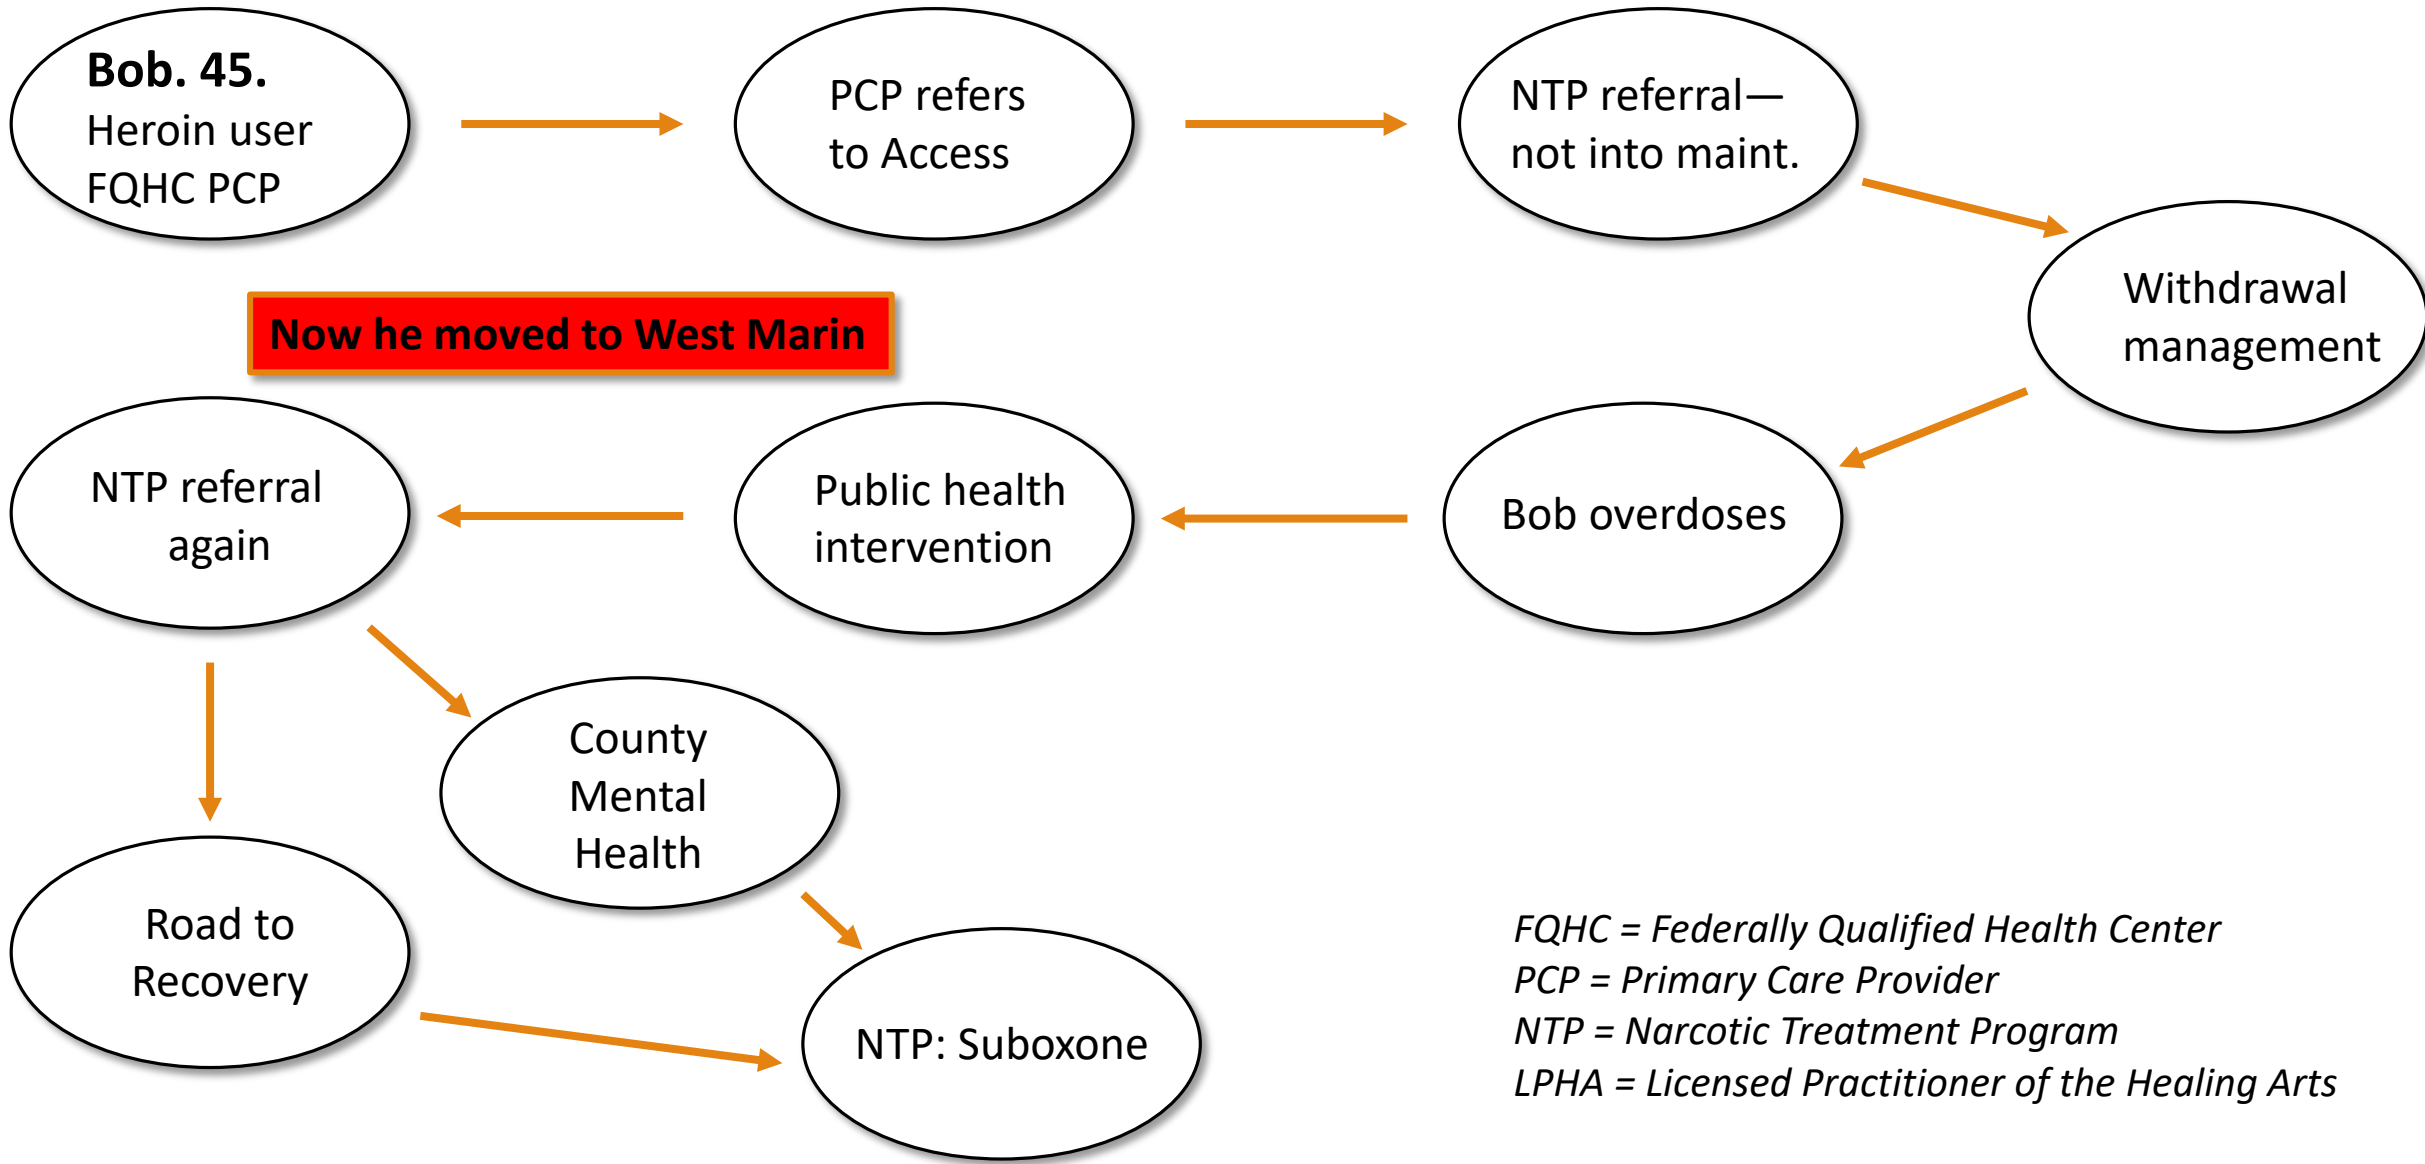 Bob. 45.
Heroin user
FQHC PCP
PCP refers
to Access
NTP referral—
not into maint.
Withdrawal
management
Now he moved to West Marin
Bob overdoses
Public health
intervention
NTP referral
again
County
Mental
Health
Road to
Recovery
NTP: Suboxone
FQHC = Federally Qualified Health Center
PCP = Primary Care Provider
NTP = Narcotic Treatment Program
LPHA = Licensed Practitioner of the Healing Arts